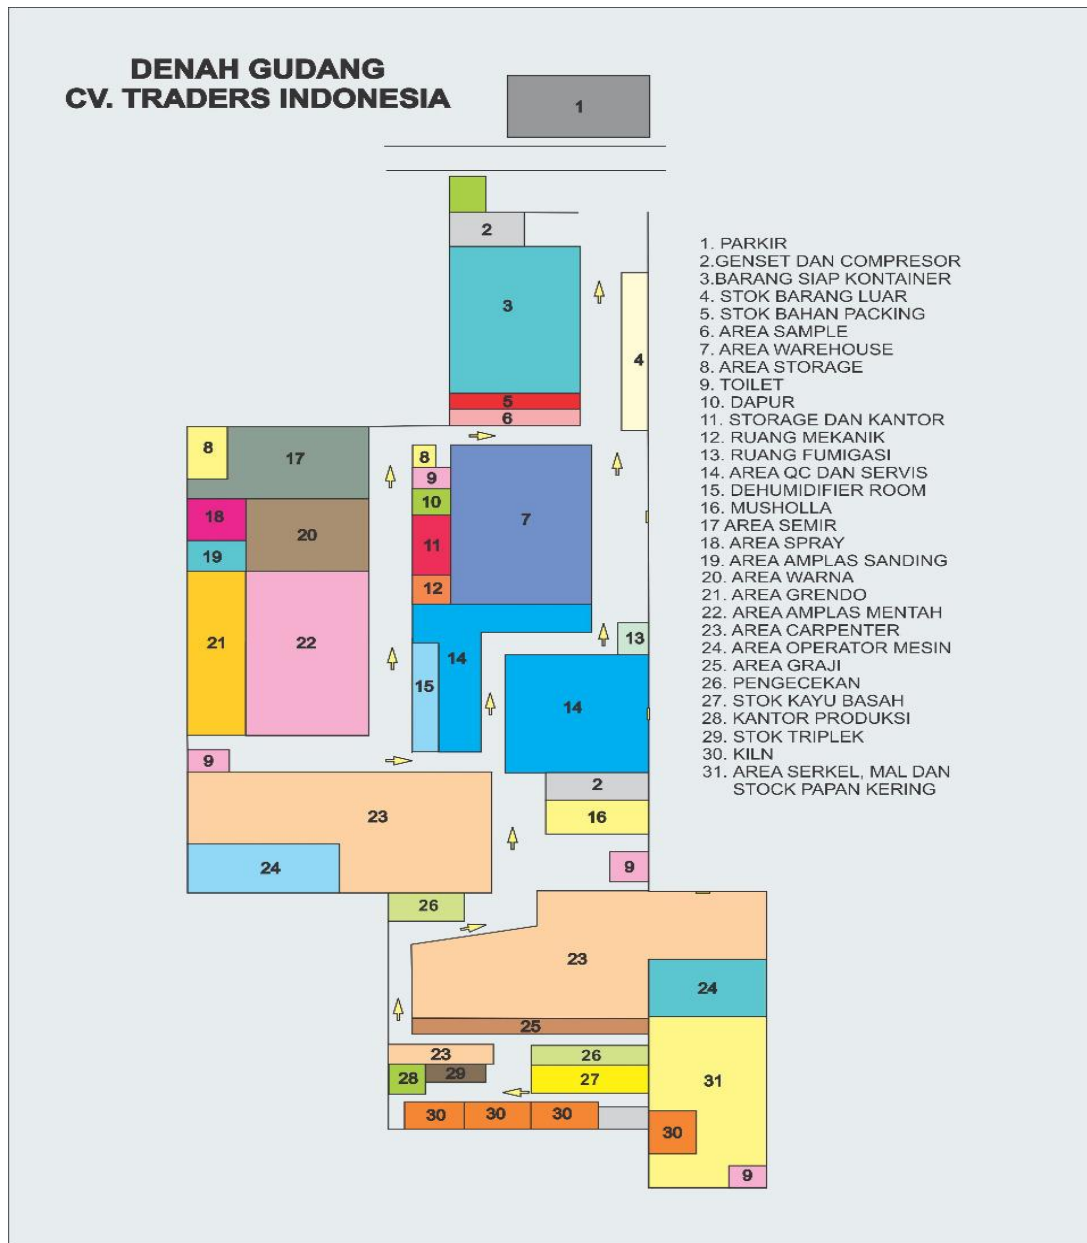 DENAH GUDANG
CV. TRADERS INDONESIA
1
2
3
4
5
6
8
17
8
9
7
10
18
20
11
19
12
21
22
13
14
15
14
9
2
23
16
24
9
26
23
24
25
23
26
28
29
27
31
30
30
30
30
9
1. PARKIR
2.GENSET DAN COMPRESOR
3.BARANG SIAP KONTAINER
4. STOK BARANG LUAR
5. STOK BAHAN PACKING
6. AREA SAMPLE
7. AREA WAREHOUSE
8. AREA STORAGE
9. TOILET
10. DAPUR
11. STORAGE DAN KANTOR
12. RUANG MEKANIK
13. RUANG FUMIGASI
14. AREA QC DAN SERVIS
15. DEHUMIDIFIER ROOM
16. MUSHOLLA
17 AREA SEMIR
18. AREA SPRAY
19. AREA AMPLAS SANDING
20. AREA WARNA
21. AREA GRENDO
22. AREA AMPLAS MENTAH
23. AREA CARPENTER
24. AREA OPERATOR MESIN
25. AREA GRAJI
26. PENGECEKAN
27. STOK KAYU BASAH
28. KANTOR PRODUKSI
29. STOK TRIPLEK
30. KILN
31. AREA SERKEL, MAL DAN
STOCK PAPAN KERING